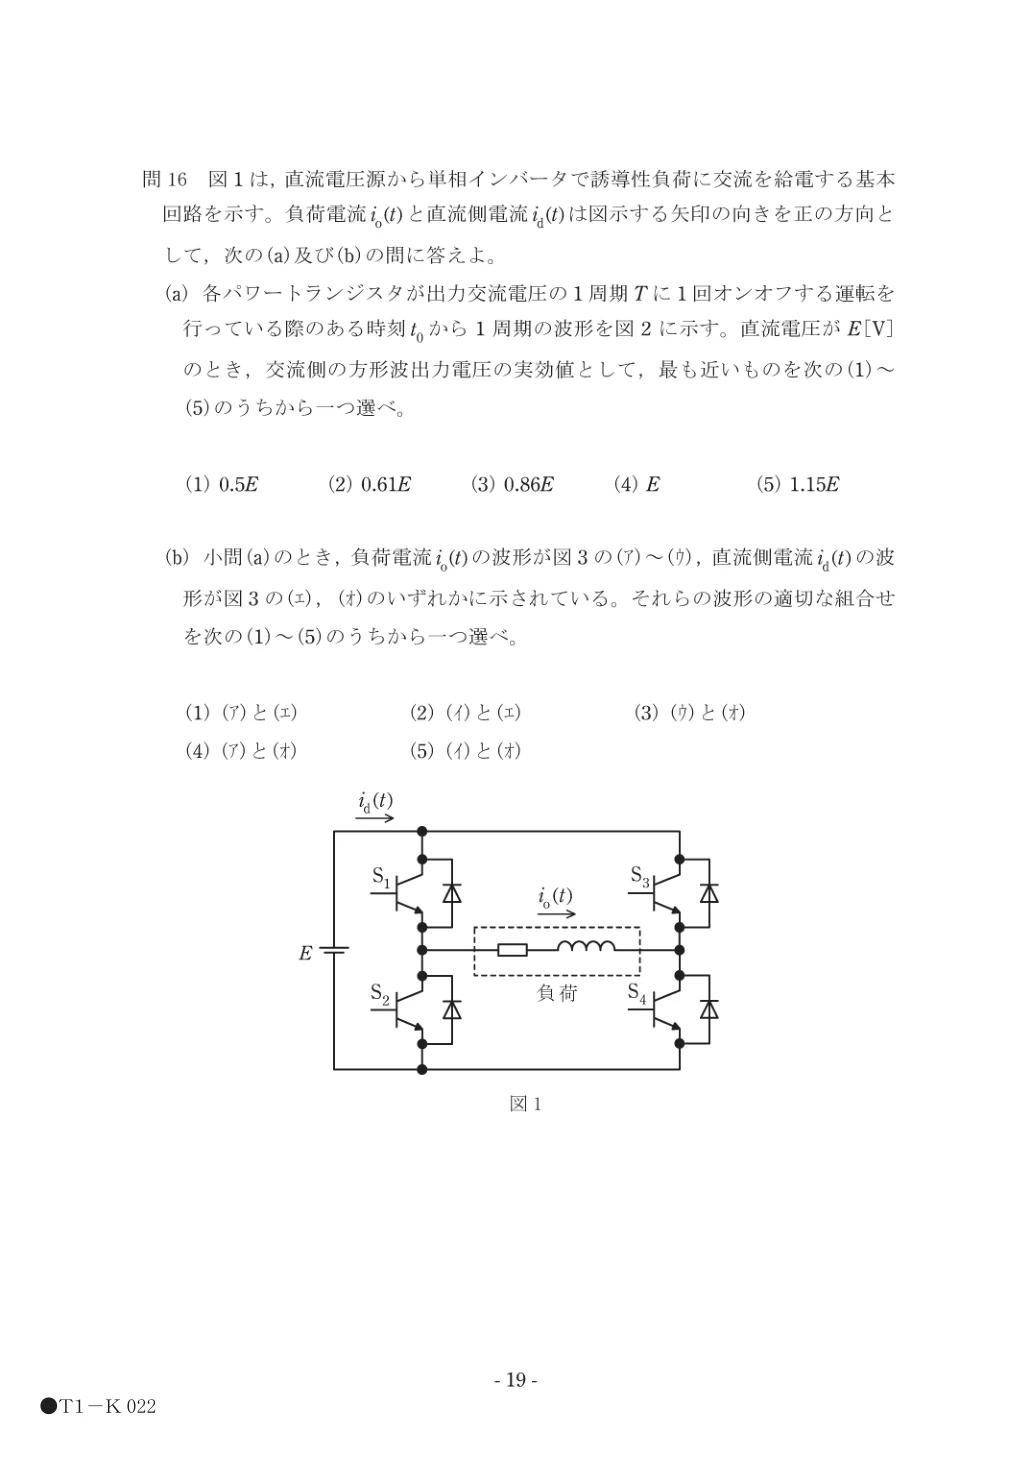 問 16 図 1 は，直流電圧源から単相インバータで誘導性負荷に交流を給電する基本
回路を示す。負荷電流 io(t) と直流側電流 id(t) は図示する矢印の向きを正の方向と
して，次の(a)及び(b)の問に答えよ。
(a) 各パワートランジスタが出力交流電圧の 1 周期 T に 1 回オンオフする運転を
行っている際のある時刻 t0 から 1 周期の波形を図 2 に示す。直流電圧が E[V]
のとき，交流側の方形波出力電圧の実効値として，最も近いものを次の(1)～
(5)のうちから一つ選べ。
(1) 0.5E (2) 0.61E (3) 0.86E (4) E (5) 1.15E
(b) 小問(a)のとき，負荷電流 io(t) の波形が図 3 の(ｱ)～(ｳ)，直流側電流 id(t) の波
形が図 3 の(ｴ)，(ｵ)のいずれかに示されている。それらの波形の適切な組合せ
を次の(1)～(5)のうちから一つ選べ。
(1) (ｱ)と(ｴ) (2) (ｲ)と(ｴ) (3) (ｳ)と(ｵ)
(4) (ｱ)と(ｵ) (5) (ｲ)と(ｵ)
id(t)
S1
S3
io(t)
E
S2
負荷
S4
図 1
- 19 -
●T1－K 022